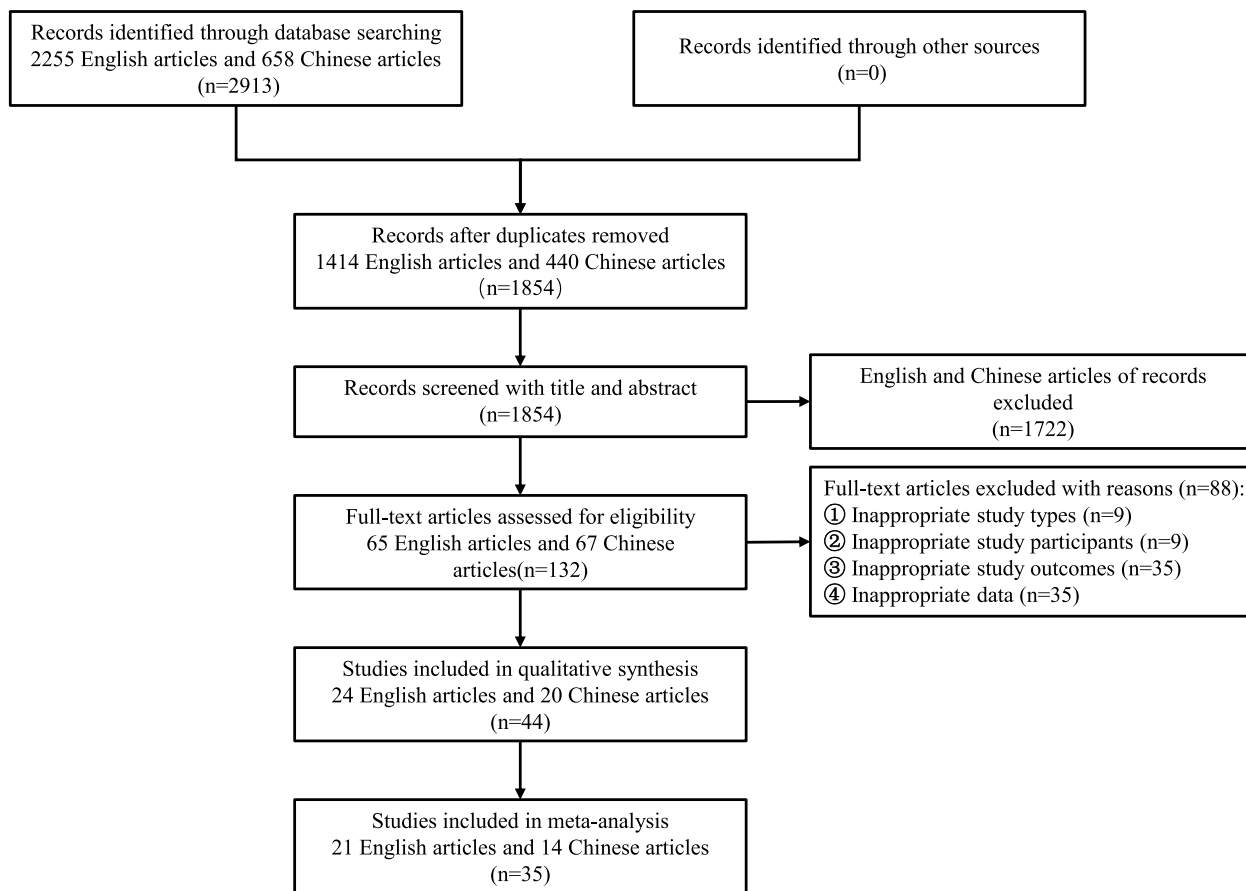 Records identified through database searching
2255 English articles and 658 Chinese articles
(n=2913)
Records identified through other sources
(n=0)
Records after duplicates removed
1414 English articles and 440 Chinese articles
(n=1854)
Records screened with title and abstract
(n=1854)
English and Chinese articles of records
excluded
(n=1722)
Full-text articles assessed for eligibility
65 English articles and 67 Chinese
articles(n=132)
Full-text articles excluded with reasons (n=88):
① Inappropriate study types (n=9)
② Inappropriate study participants (n=9)
③ Inappropriate study outcomes (n=35)
④ Inappropriate data (n=35)
Studies included in qualitative synthesis
24 English articles and 20 Chinese articles
(n=44)
Studies included in meta-analysis
21 English articles and 14 Chinese articles
(n=35)